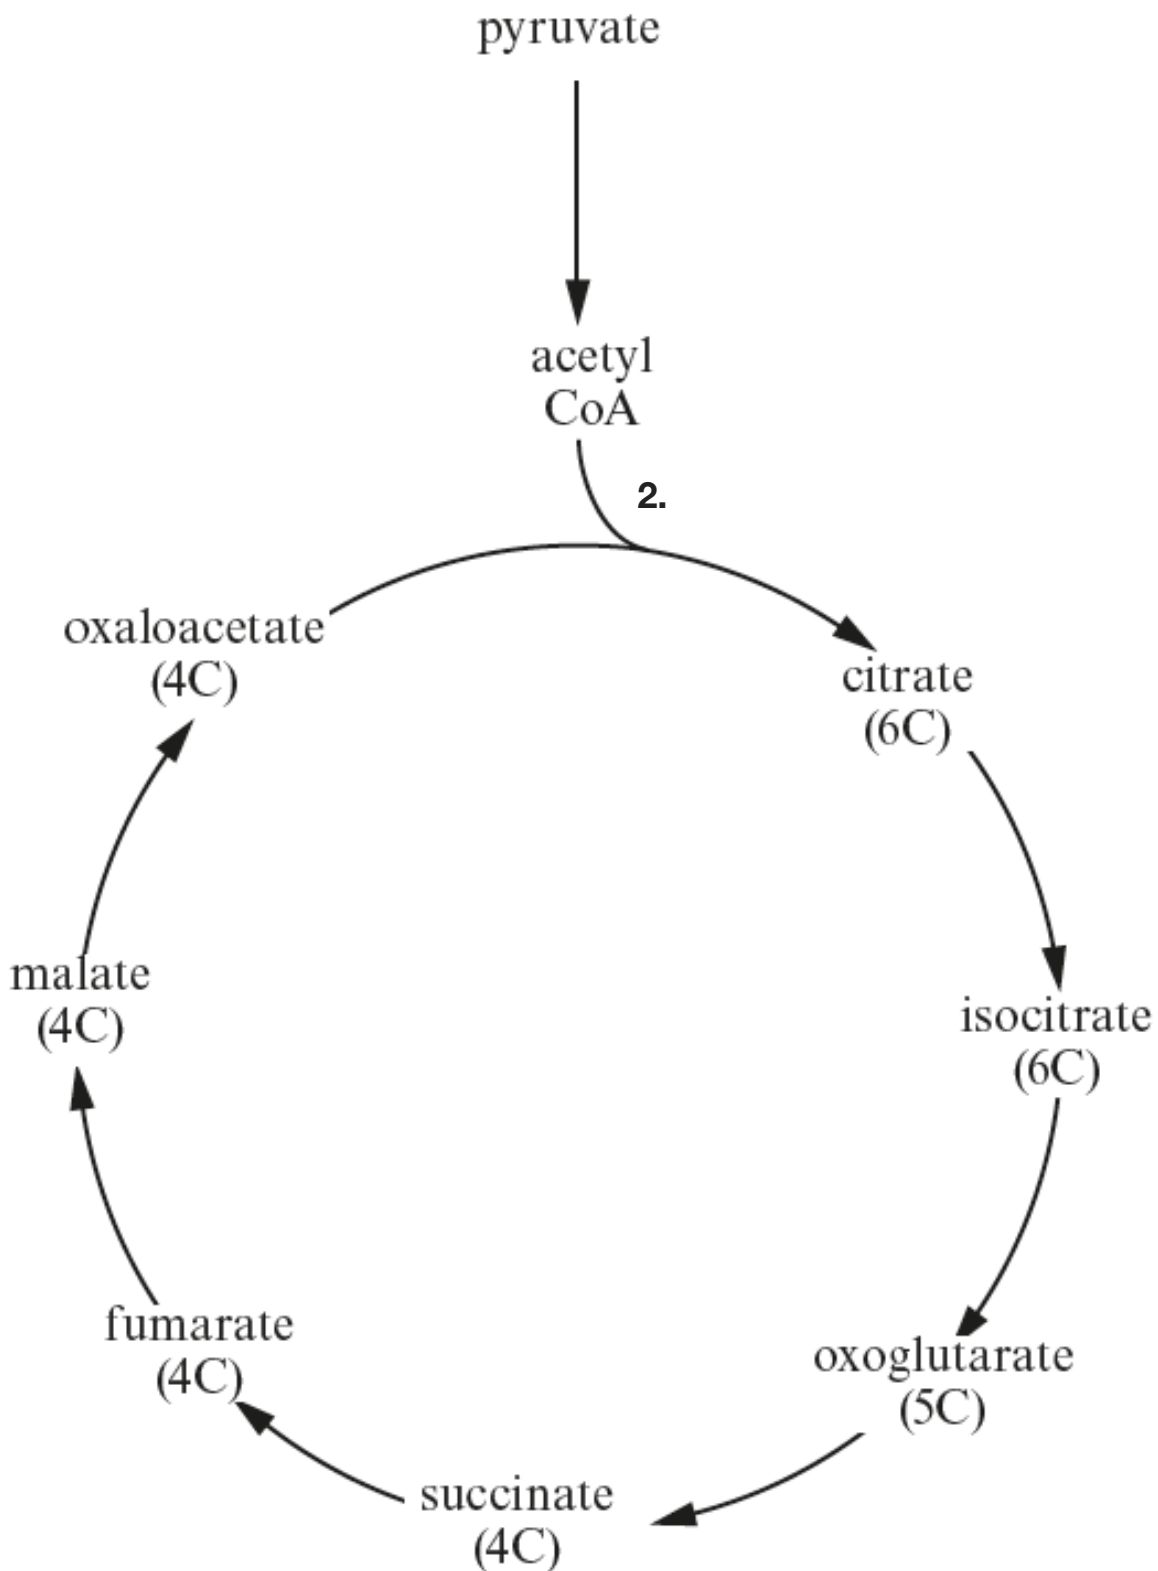 pyruvate
acetyl
CoA
2.
oxaloacetate
(4C)
citrate
(6C)
malate
(4C)
isocitrate
(6C)
fumarate
(4C)
oxoglutarate
(5C)
succinate
(4C)